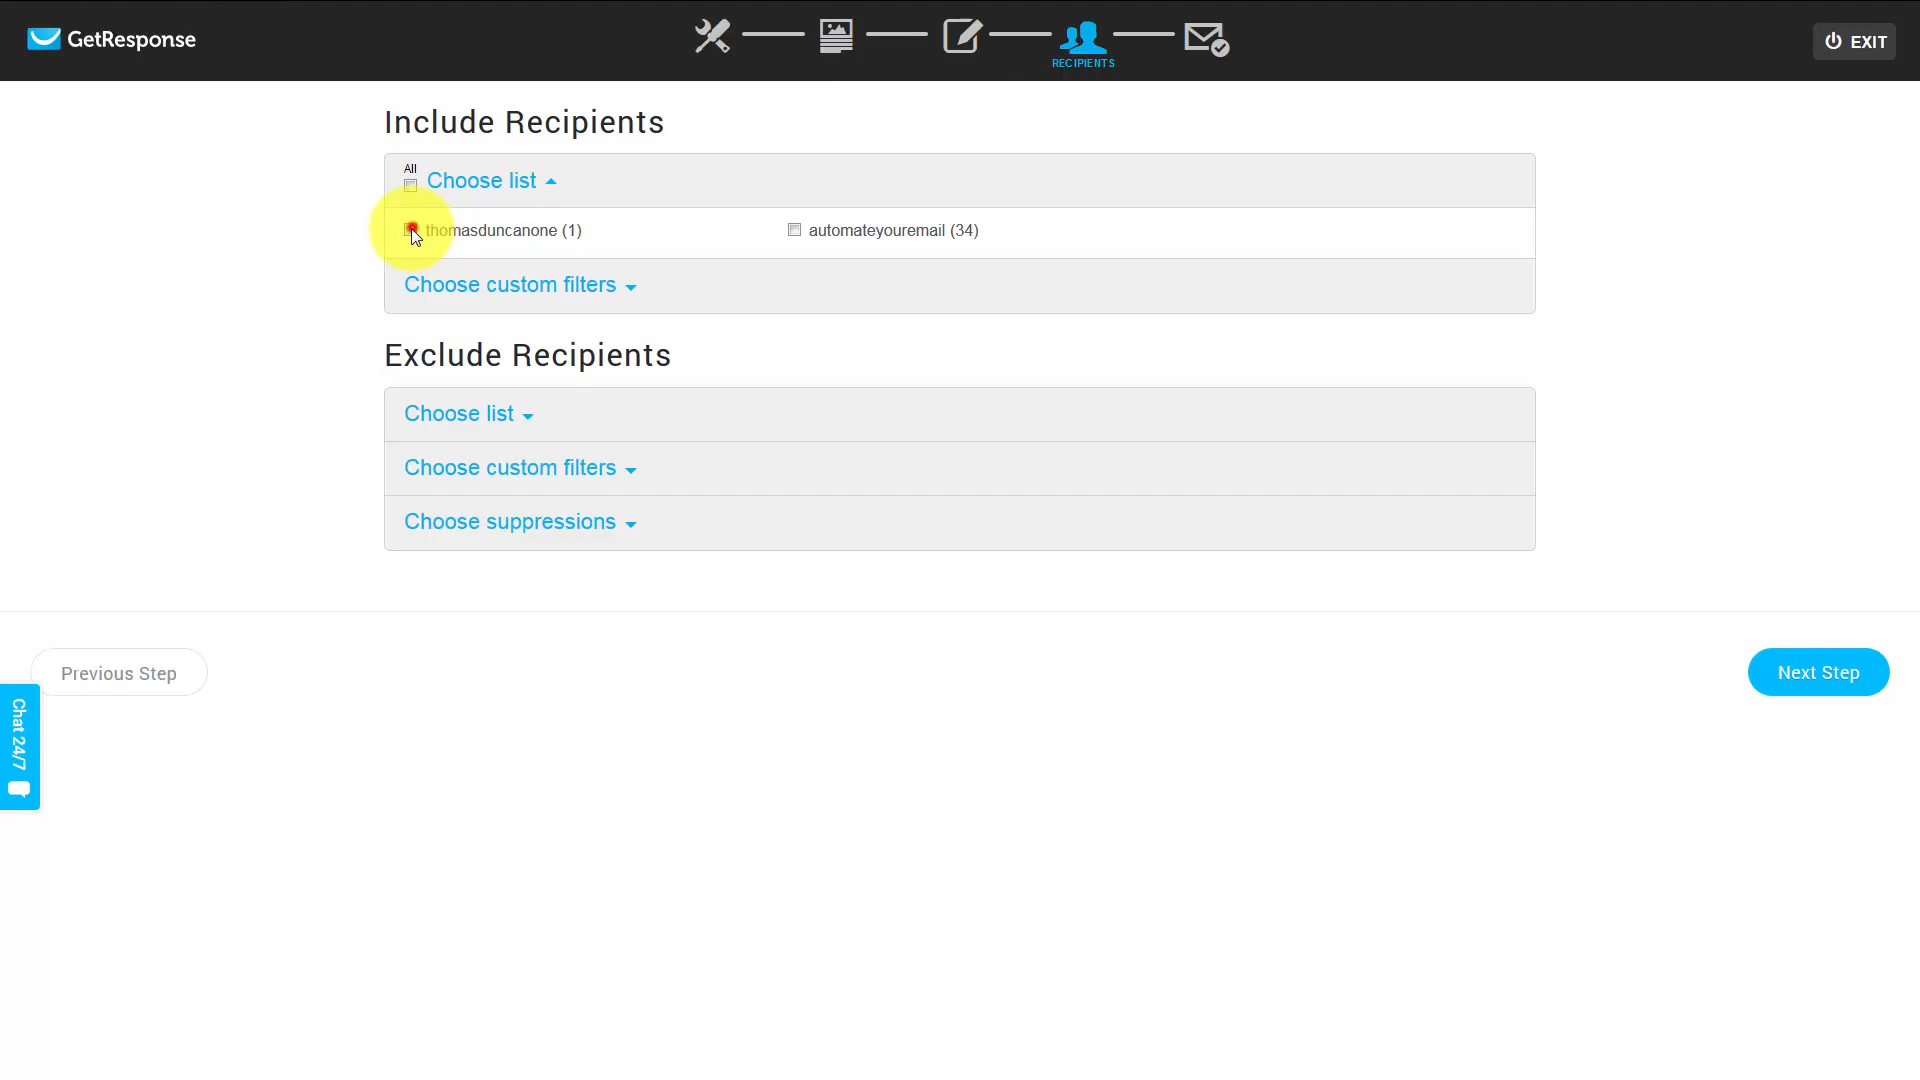 GetResponse
RECIPIENTS
EXIT
Include Recipients
All
Choose list
thomasduncanone (1)
automateyouremail (34)
Choose custom filters
Exclude Recipients
Choose list
Choose custom filters
Choose suppressions
Previous Step
Next Step
Chat 24/7